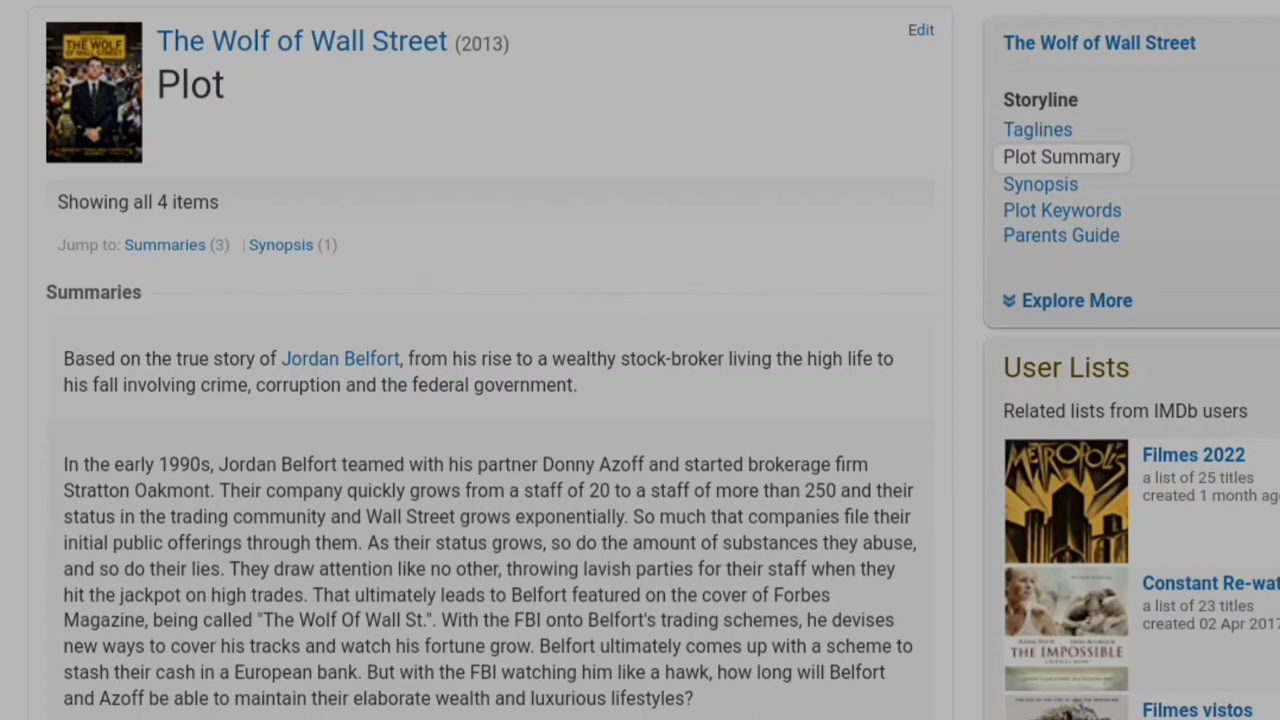 THE WOLF
OF WALL STREET
The Wolf of Wall Street (2013)
Edit
Plot
Showing all 4 items
Jump to: Summaries (3) | Synopsis (1)
Summaries
Based on the true story of Jordan Belfort, from his rise to a wealthy stock-broker living the high life to
his fall involving crime, corruption and the federal government.
In the early 1990s, Jordan Belfort teamed with his partner Donny Azoff and started brokerage firm
Stratton Oakmont. Their company quickly grows from a staff of 20 to a staff of more than 250 and their
status in the trading community and Wall Street grows exponentially. So much that companies file their
initial public offerings through them. As their status grows, so do the amount of substances they abuse,
and so do their lies. They draw attention like no other, throwing lavish parties for their staff when they
hit the jackpot on high trades. That ultimately leads to Belfort featured on the cover of Forbes
Magazine, being called "The Wolf Of Wall St.". With the FBI onto Belfort's trading schemes, he devises
new ways to cover his tracks and watch his fortune grow. Belfort ultimately comes up with a scheme to
stash their cash in a European bank. But with the FBI watching him like a hawk, how long will Belfort
and Azoff be able to maintain their elaborate wealth and luxurious lifestyles?
The Wolf of Wall Street
Storyline
Taglines
Plot Summary
Synopsis
Plot Keywords
Parents Guide
Explore More
User Lists
Related lists from IMDb users
METROPOLIS
Filmes 2022
a list of 25 titles
created 1 month ag
THE IMPOSSIBLE
Constant Re-wat
a list of 23 titles
created 02 Apr 2017
Filmes vistos